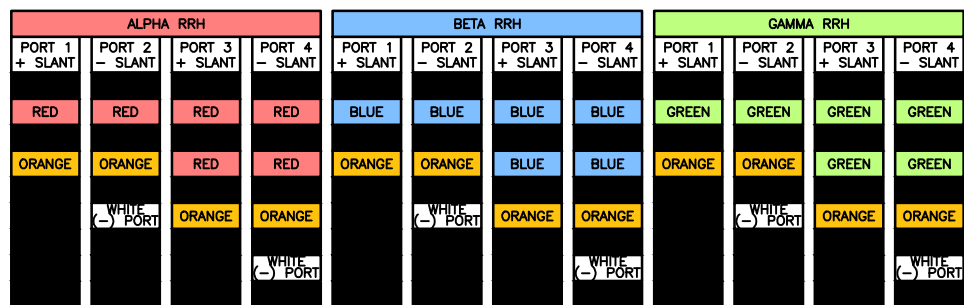 ALPHA RRH BETA RRH GAMMA RRH
PORT 1 PORT 2 PORT 3 PORT 4 PORT 1 PORT 2 PORT 3 PORT 4 PORT 1 PORT 2 PORT 3 PORT 4
+ SLANT - SLANT + SLANT - SLANT + SLANT - SLANT + SLANT - SLANT + SLANT - SLANT + SLANT - SLANT
RED RED RED RED BLUE BLUE BLUE BLUE GREEN GREEN GREEN GREEN
ORANGE ORANGE RED RED ORANGE ORANGE BLUE BLUE ORANGE ORANGE GREEN GREEN
WHITE ORANGE ORANGE WHITE ORANGE ORANGE WHITE ORANGE ORANGE
(-) PORT (-) PORT (-) PORT
WHITE WHITE WHITE
(-) PORT (-) PORT (-) PORT